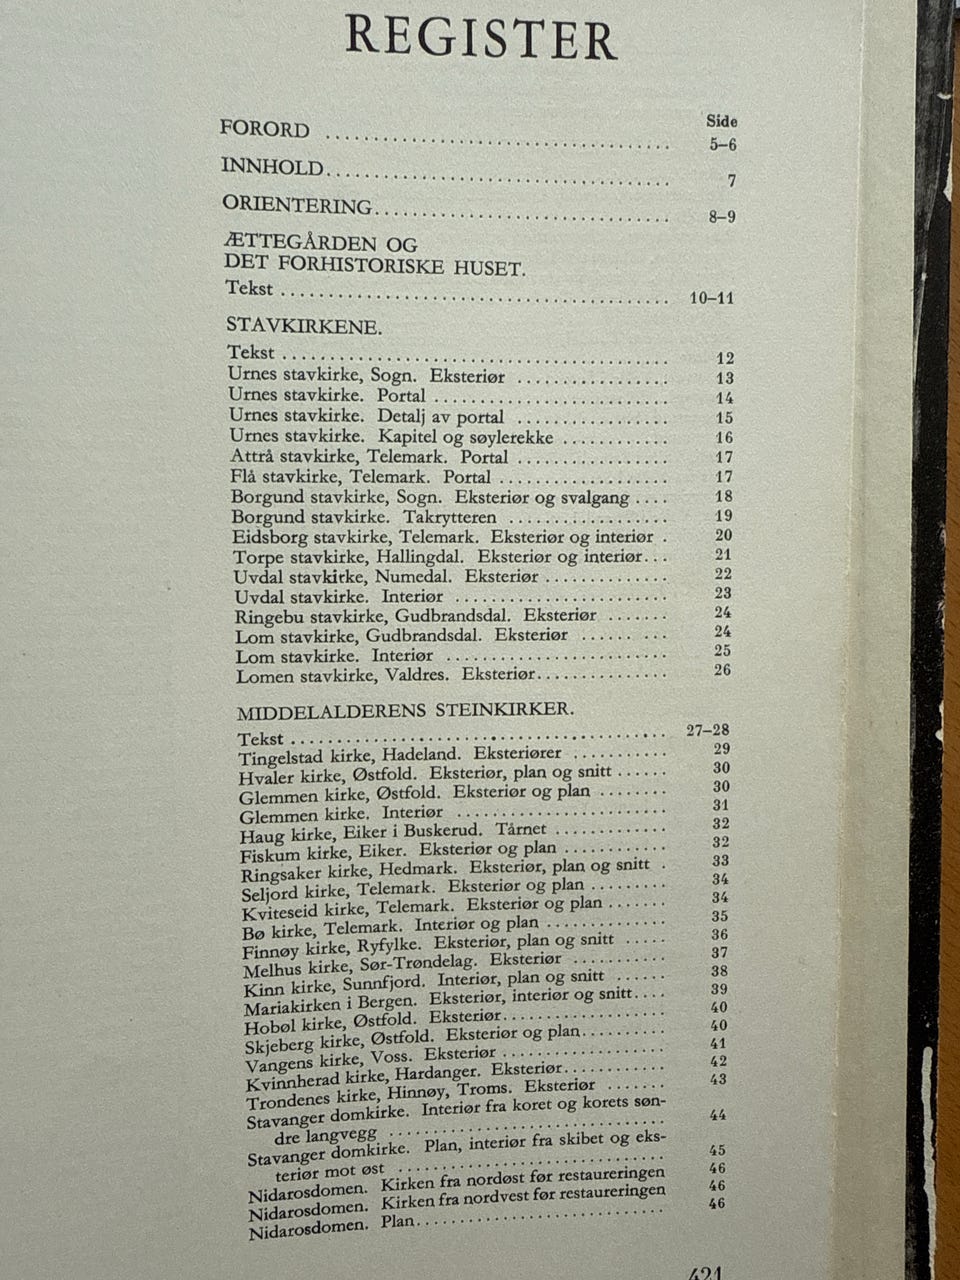 REGISTER
Side
FORORD ........................................ 5–6
INNHOLD........................................ 7
ORIENTERING........................................ 8–9
ÆTTEGÅRDEN OG
DET FORHISTORISKE HUSET.
Tekst ........................................ 10–11
STAVKIRKENE.
Tekst ........................................ 12
Urnes stavkirke, Sogn. Eksteriør .................. 13
Urnes stavkirke. Portal .............................. 14
Urnes stavkirke. Detalj av portal .................. 15
Urnes stavkirke. Kapitel og søylerekke ............ 16
Attrå stavkirke, Telemark. Portal .................. 17
Flå stavkirke, Telemark. Portal .................... 17
Borgund stavkirke, Sogn. Eksteriør og svalgang .... 18
Borgund stavkirke. Takrytteren .................. 19
Eidsborg stavkirke, Telemark. Eksteriør og interiør . 20
Torpe stavkirke, Hallingdal. Eksteriør og interiør... 21
Uvdal stavkirke, Numedal. Eksteriør ............... 22
Uvdal stavkirke. Interiør .......................... 23
Ringebu stavkirke, Gudbrandsdal. Eksteriør ....... 24
Lom stavkirke, Gudbrandsdal. Eksteriør ...... ... 24
Lom stavkirke. Interiør .......................... 25
Lomen stavkirke, Valdres. Eksteriør................ 26
MIDDELALDERENS STEINKIRKER.
Tekst ........................................ 27–28
Tingelstad kirke, Hadeland. Eksteriører ........... 29
Hvaler kirke, Østfold. Eksteriør, plan og snitt ...... 30
Glemmen kirke, Østfold. Eksteriør og plan ........ 30
Glemmen kirke. Interiør ........................ 31
Haug kirke, Eiker i Buskerud. Tårnet ............. 32
Fiskum kirke, Eiker. Eksteriør og plan ............ 32
Ringsaker kirke, Hedmark. Eksteriør, plan og snitt . 33
Seljord kirke, Telemark. Eksteriør og plan ......... 34
Kviteseid kirke, Telemark. Eksteriør og plan ....... 34
Bø kirke, Telemark. Interiør og plan .............. 35
Finnøy kirke, Ryfylke. Eksteriør, plan og snitt ..... 36
Melhus kirke, Sør-Trøndelag. Eksteriør ........... 37
Kinn kirke, Sunnfjord. Interiør, plan og snitt ...... 38
Mariakirken i Bergen. Eksteriør, interiør og snitt.... 39
Hobøl kirke, Østfold. Eksteriør.................... 40
Skjeberg kirke, Østfold. Eksteriør og plan.......... 40
Vangens kirke, Voss. Eksteriør .................... 41
Kvinnherad kirke, Hardanger. Eksteriør............ 42
Trondenes kirke, Hinnøy, Troms. Eksteriør ....... 43
Stavanger domkirke. Interiør fra koret og korets søn-
dre langvegg .................................. 44
Stavanger domkirke. Plan, interiør fra skibet og eks-
teriør mot øst ................................ 45
Nidarosdomen. Kirken fra nordøst før restaureringen 46
Nidarosdomen. Kirken fra nordvest før restaureringen 46
Nidarosdomen. Plan.............................. 46
421